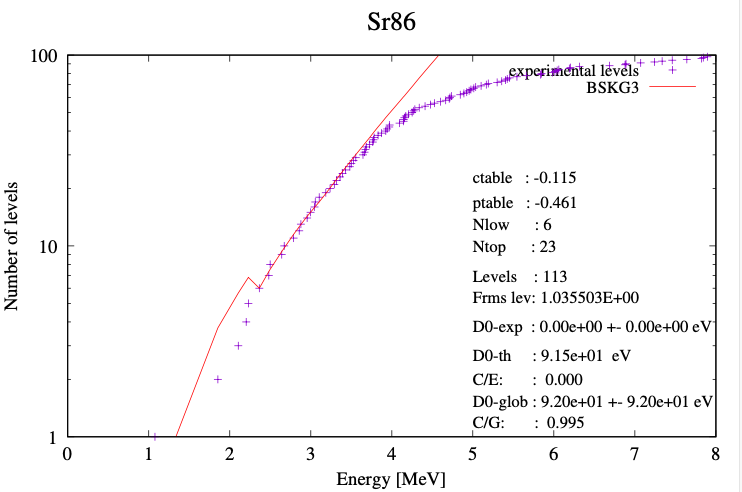 Sr86
100
experimental levels
BSKG3
ctable : -0.115
ptable : -0.461
Nlow : 6
Ntop : 23
Levels : 113
Frms lev: 1.035503E+00
D0-exp : 0.00e+00 +- 0.00e+00 eV
D0-th : 9.15e+01 eV
C/E: : 0.000
D0-glob : 9.20e+01 +- 9.20e+01 eV
C/G: : 0.995
Number of levels
10
1
0 1 2 3 4 5 6 7 8
Energy [MeV]